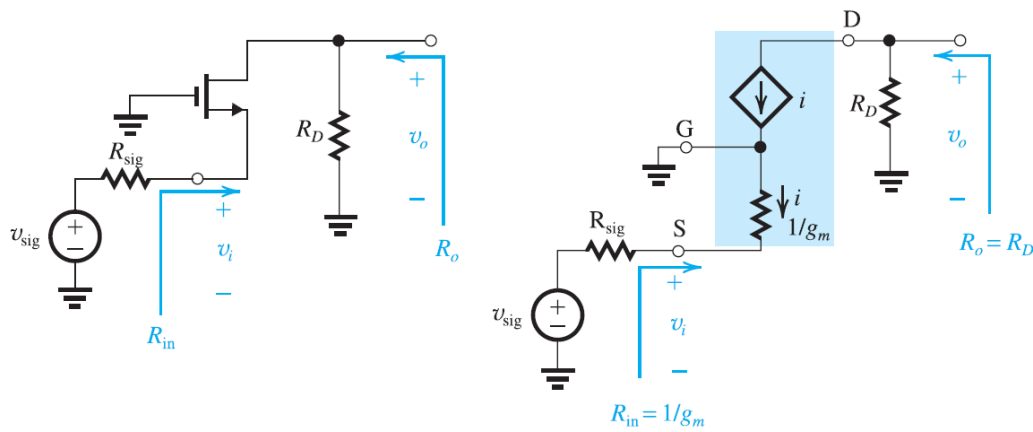 R_D
+
v_o
−
R_o
R_sig
v_sig
+
−
+
v_i
−
R_in
D
i
G
i
1/g_m
R_D
+
v_o
−
R_o = R_D
R_sig
S
v_sig
+
−
+
v_i
−
R_in = 1/g_m